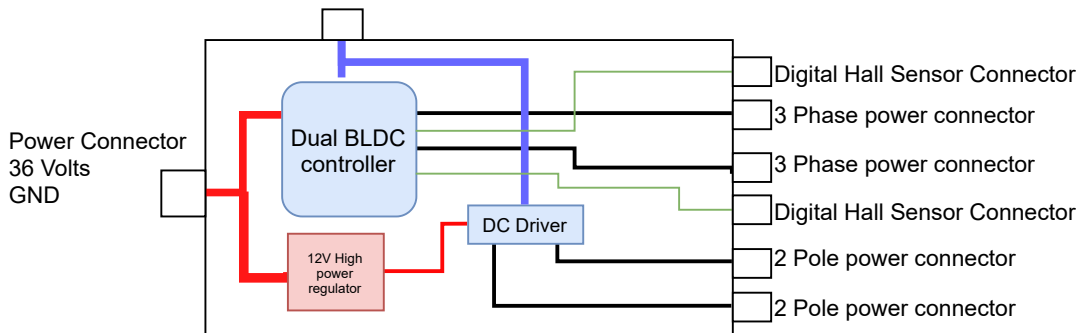 Power Connector
36 Volts
GND
Dual BLDC
controller
12V High
power
regulator
DC Driver
Digital Hall Sensor Connector
3 Phase power connector
3 Phase power connector
Digital Hall Sensor Connector
2 Pole power connector
2 Pole power connector